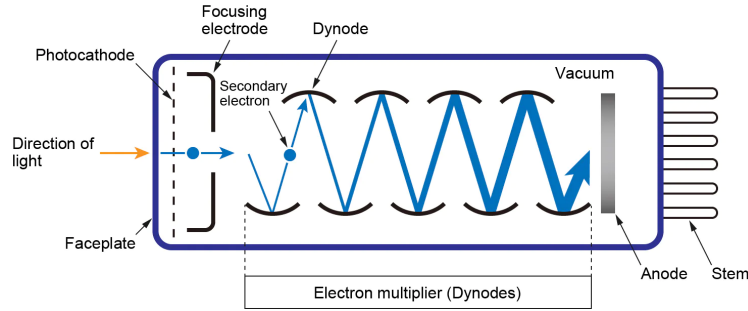 Focusing
electrode
Dynode
Photocathode
Secondary
electron
Vacuum
Direction of
light
Faceplate
Anode
Stem
Electron multiplier (Dynodes)